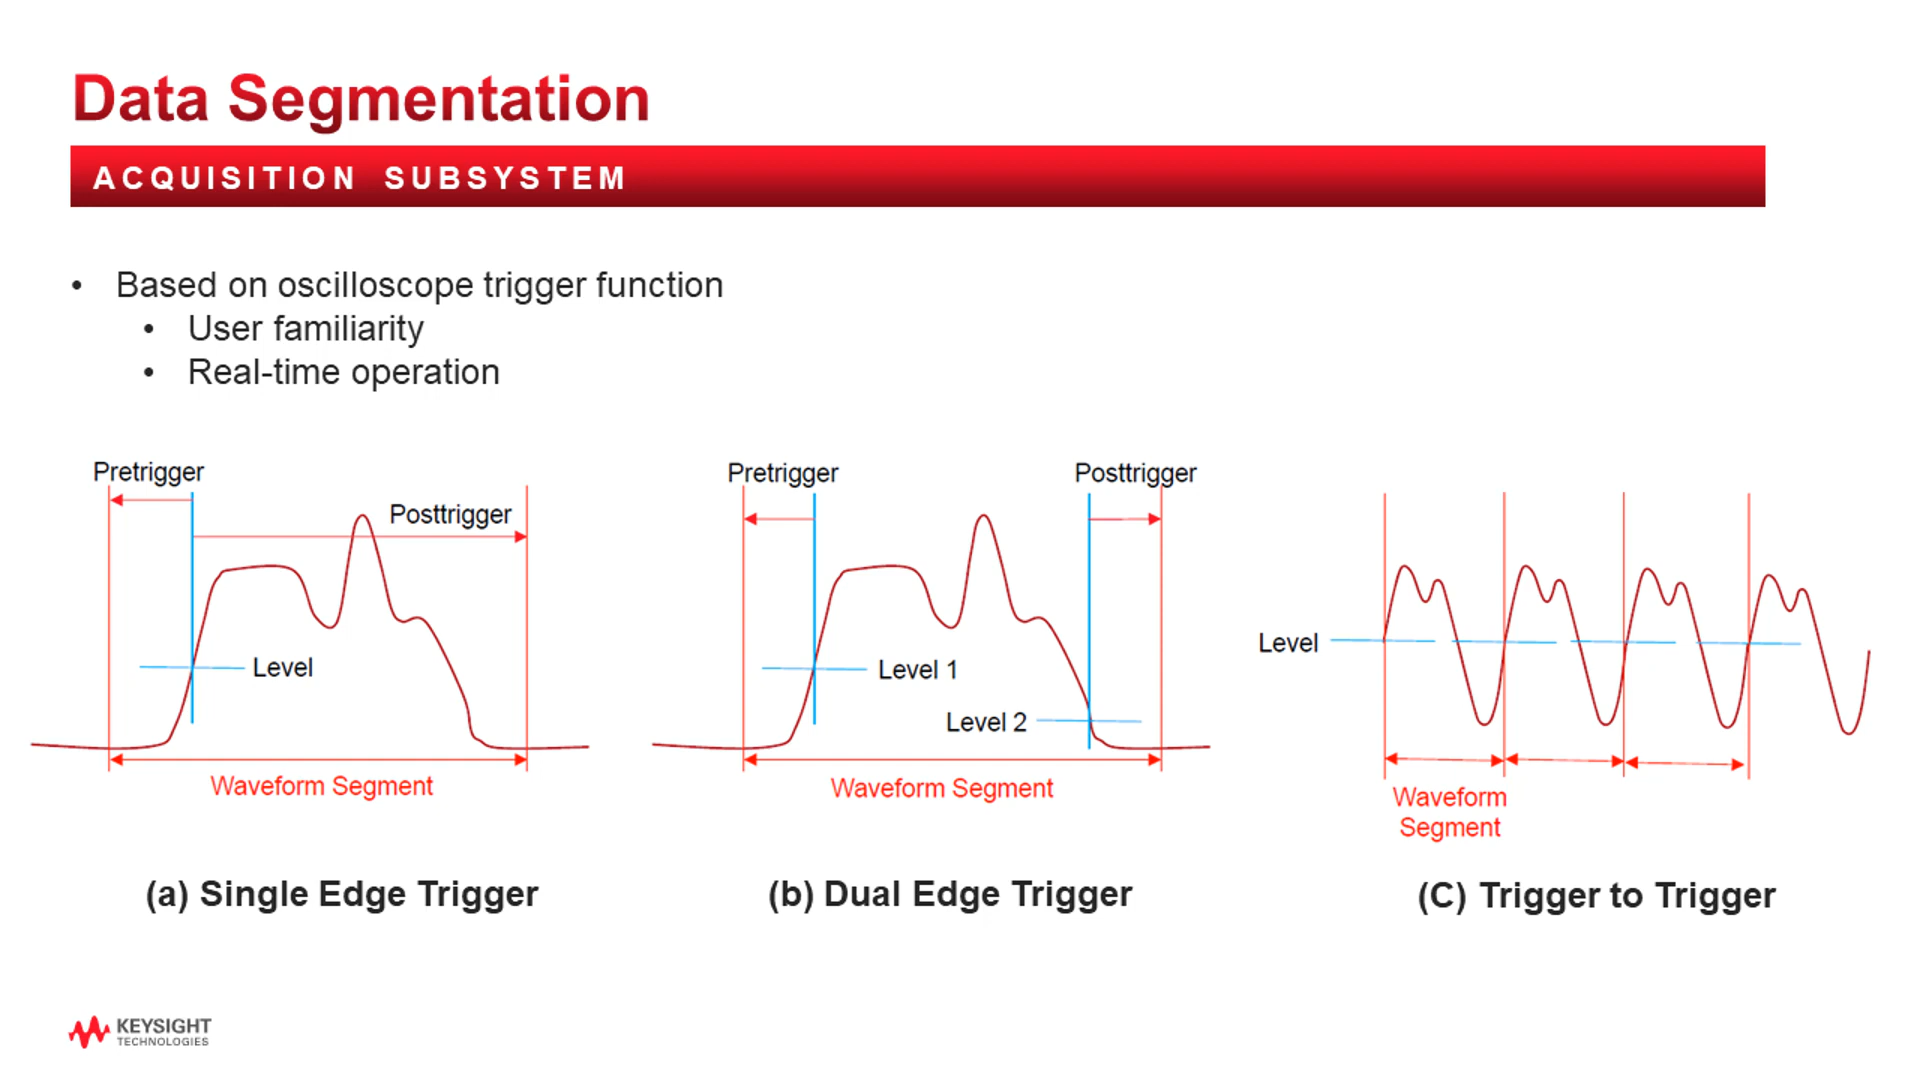 Data Segmentation
ACQUISITION SUBSYSTEM
• Based on oscilloscope trigger function
• User familiarity
• Real-time operation
Pretrigger
Posttrigger
Level
Waveform Segment
(a) Single Edge Trigger
Pretrigger
Posttrigger
Level 1
Level 2
Waveform Segment
(b) Dual Edge Trigger
Level
Waveform
Segment
(C) Trigger to Trigger
KEYSIGHT
TECHNOLOGIES